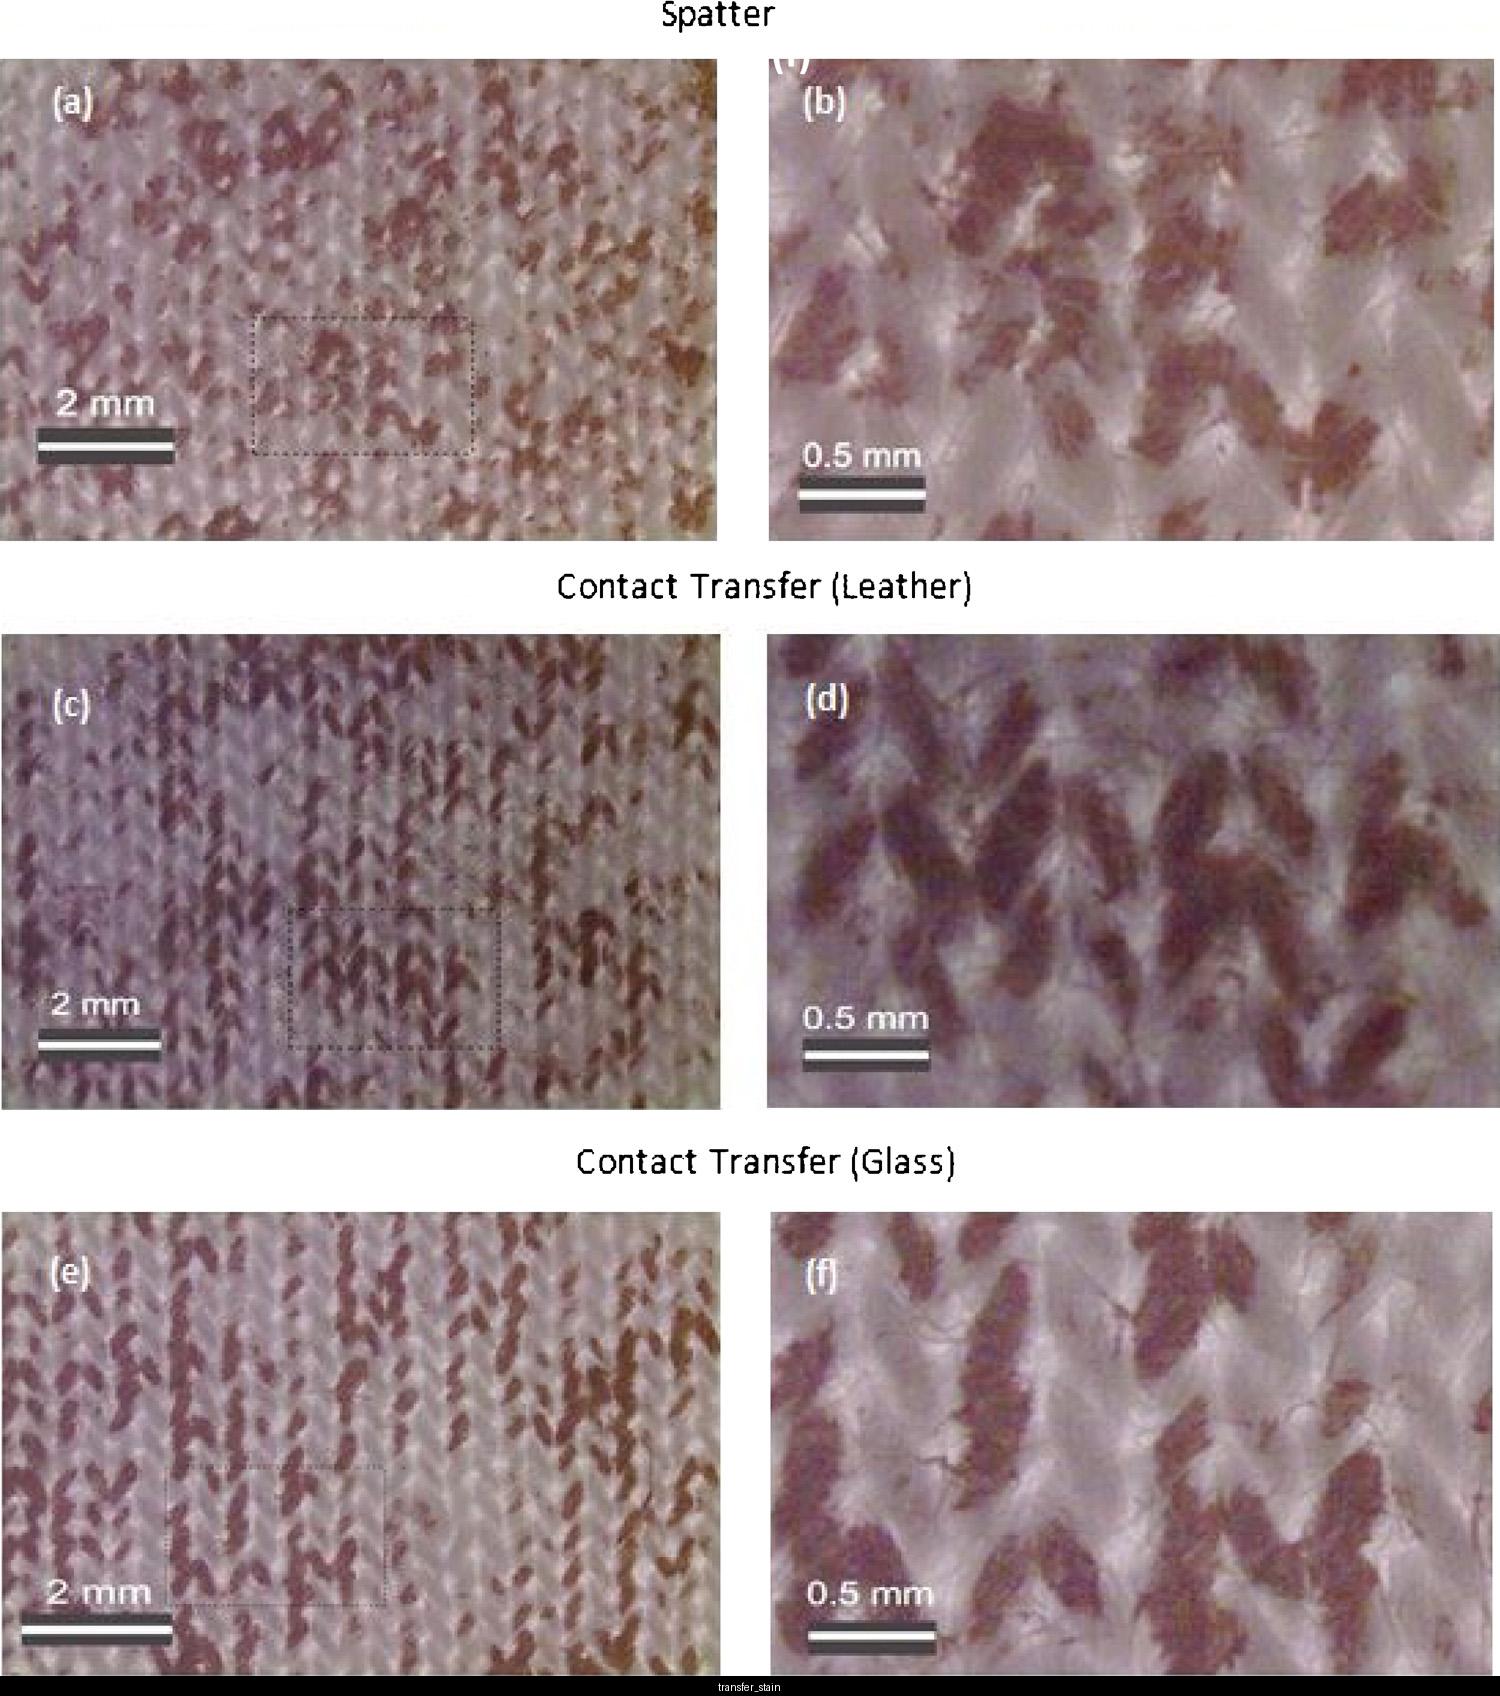 Spatter
(a)
(b)
2 mm
0.5 mm
Contact Transfer (Leather)
(c)
(d)
2 mm
0.5 mm
Contact Transfer (Glass)
(e)
(f)
2 mm
0.5 mm
transfer_stain